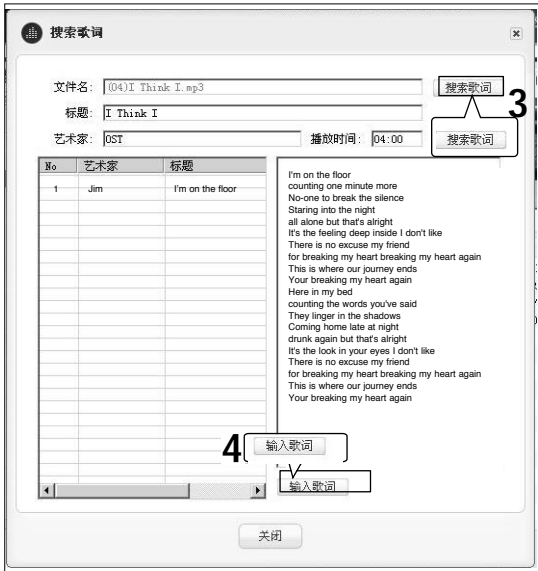 搜索歌词
文件名: (04)I Think I.mp3 搜索歌词
3
标题: I Think I
艺术家: OST 播放时间: 04:00 搜索歌词
No 艺术家 标题
1 Jim I'm on the floor
I'm on the floor
counting one minute more
No-one to break the silence
Staring into the night
all alone but that's alright
It's the feeling deep inside I don't like
There is no excuse my friend
for breaking my heart breaking my heart again
This is where our journey ends
Your breaking my heart again
Here in my bed
counting the words you've said
They linger in the shadows
Coming home late at night
drunk again but that's alright
It's the look in your eyes I don't like
There is no excuse my friend
for breaking my heart breaking my heart again
This is where our journey ends
Your breaking my heart again
4 输入歌词
输入歌词
关闭